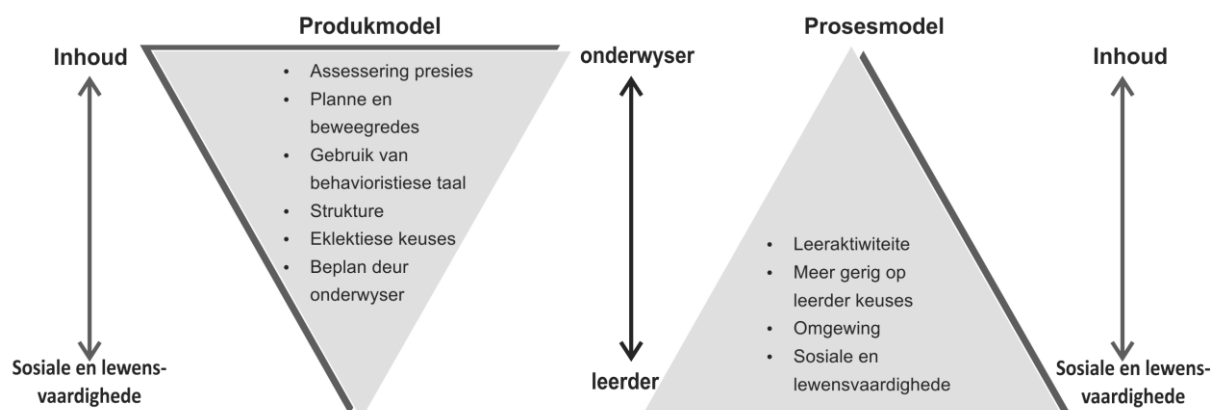 Produkmodel
Inhoud
• Assessering presies
• Planne en
beweegredes
• Gebruik van
behavioristiese taal
• Strukture
• Eklektiese keuses
• Beplan deur
onderwyser
Sosiale en lewens-
vaardighede
onderwyser
leerder
Prosesmodel
• Leeraktiwiteite
• Meer gerig op
leerder keuses
• Omgewing
• Sosiale en
lewensvaardighede
Inhoud
Sosiale en lewens-
vaardighede